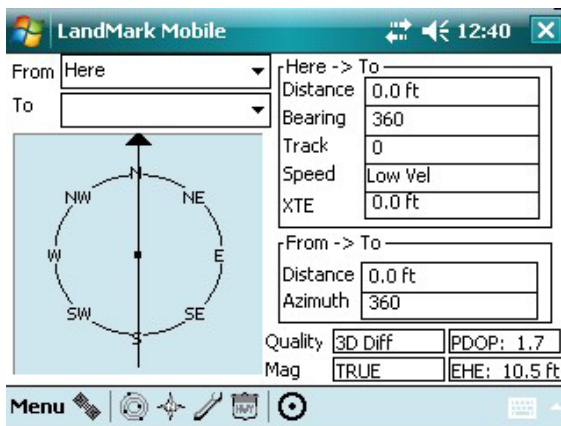 LandMark Mobile 12:40
From Here
To
N
NW NE
W E
SW SE
S
Here -> To
Distance 0.0 ft
Bearing 360
Track 0
Speed Low Vel
XTE 0.0 ft
From -> To
Distance 0.0 ft
Azimuth 360
Quality 3D Diff PDOP: 1.7
Mag TRUE EHE: 10.5 ft
Menu HWY